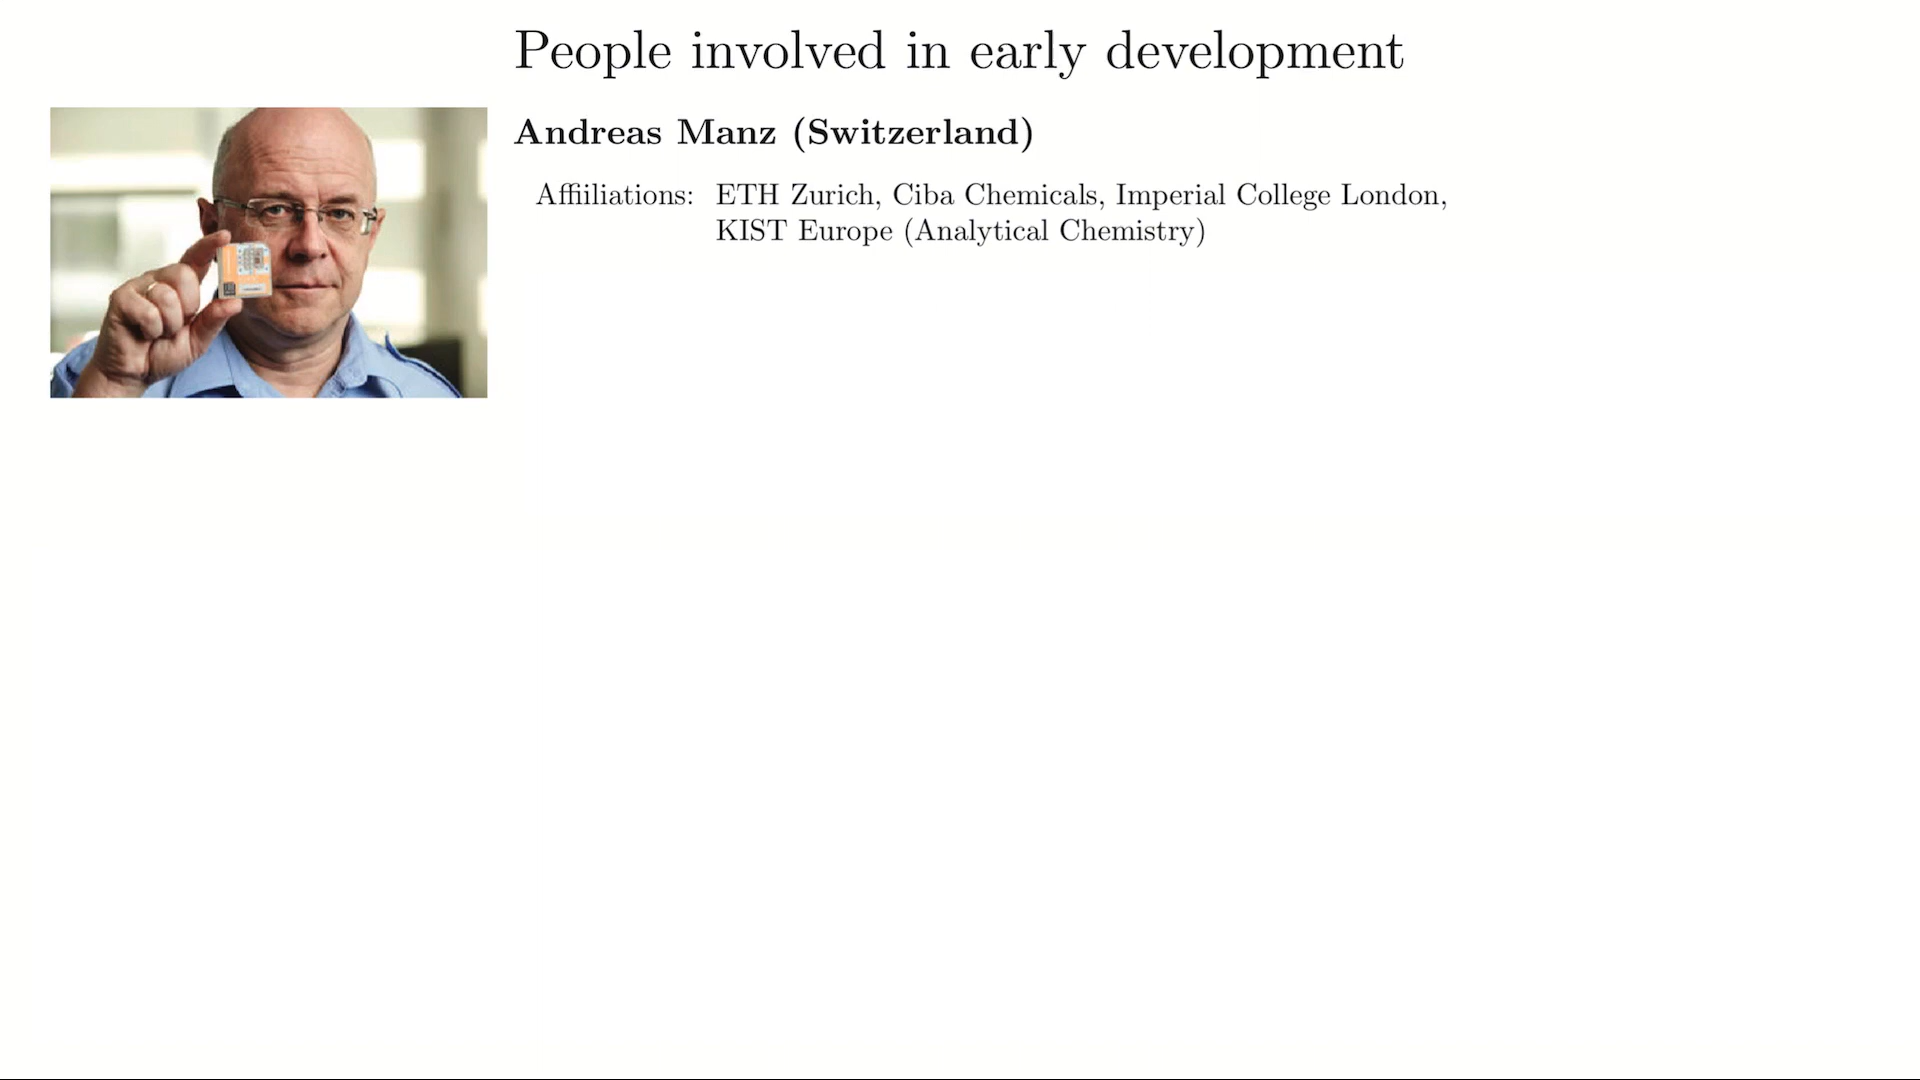 People involved in early development
Andreas Manz (Switzerland)
Affiiliations: ETH Zurich, Ciba Chemicals, Imperial College London,
KIST Europe (Analytical Chemistry)